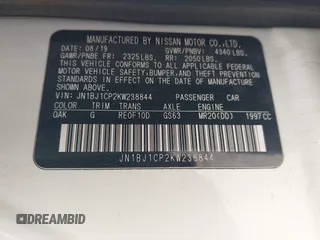 MFD. BY NISSAN MOTOR CO.,LTD.
DATE: 08/19 GVWR/PNBV: 4340 LBS.
GAWR/PNBE FR: 2325LBS. RR: 2050LBS.
THIS VEHICLE CONFORMS TO ALL APPLICABLE
FEDERAL MOTOR VEHICLE SAFETY,BUMPER,AND THEFT
PREVENTION STANDARDS IN EFFECT ON THE DATE OF
MANUFACTURE SHOWN ABOVE.
VIN: JN1BJ1CP2KW238844 PASSENGER CAR
COLOR TRIM TRANS. AXLE ENGINE
QAK G RE0F10D GS63 MR20(DD) 1997CC
JN1BJ1CP2KW238844
DREAMBID